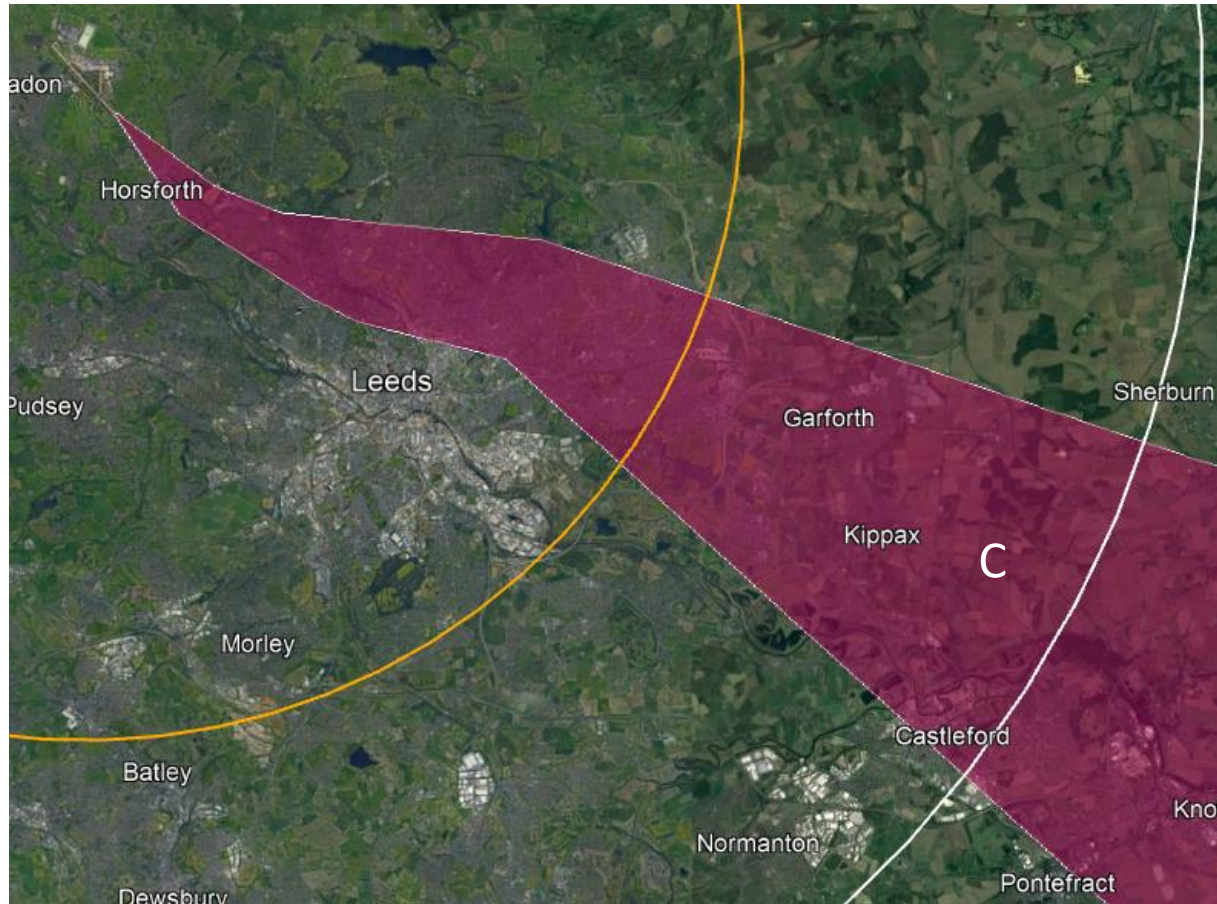 adon
Horsforth
Leeds
Pudsey
Sherburn
Garforth
Kippax
C
Morley
Castleford
Batley
Kno
Normanton
Pontefract
Dewsbury